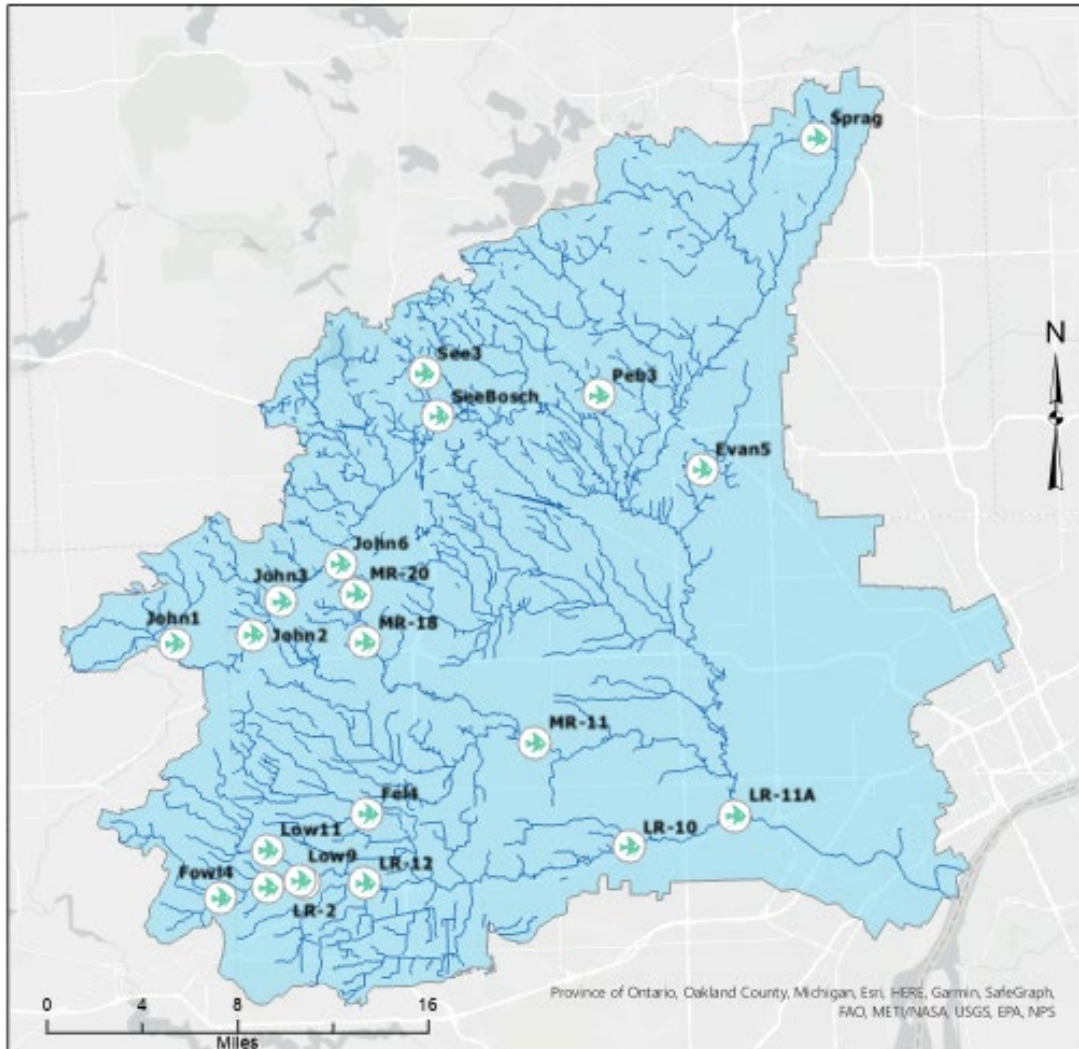 Sprag
N
See3
Peb3
SeeBosch
Evan5
John6
John3
MR-20
John1
John2
MR-18
MR-11
Fel4
LR-11A
Low11
LR-10
Low9
Fowl4
LR-12
LR-2
0 4 8 16
Miles
Province of Ontario, Oakland County, Michigan, Esri, HERE, Garmin, SafeGraph,
FAO, METI/NASA, USGS, EPA, NPS